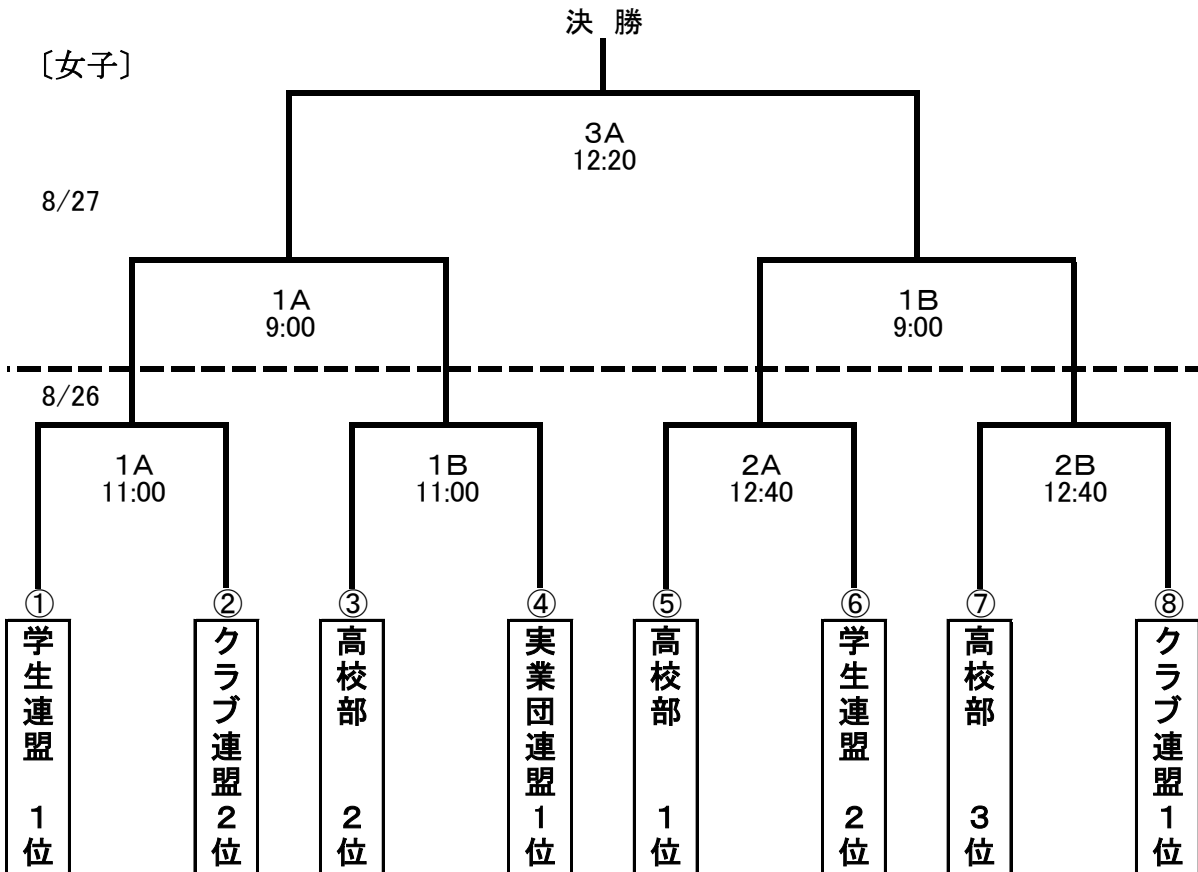 決 勝
〔女子〕
3A
12:20
8/27
1A
9:00
1B
9:00
8/26
1A
11:00
1B
11:00
2A
12:40
2B
12:40
①
②
③
④
⑤
⑥
⑦
⑧
学生連盟 1位
クラブ連盟2位
高校部 2位
実業団連盟1位
高校部 1位
学生連盟 2位
高校部 3位
クラブ連盟1位